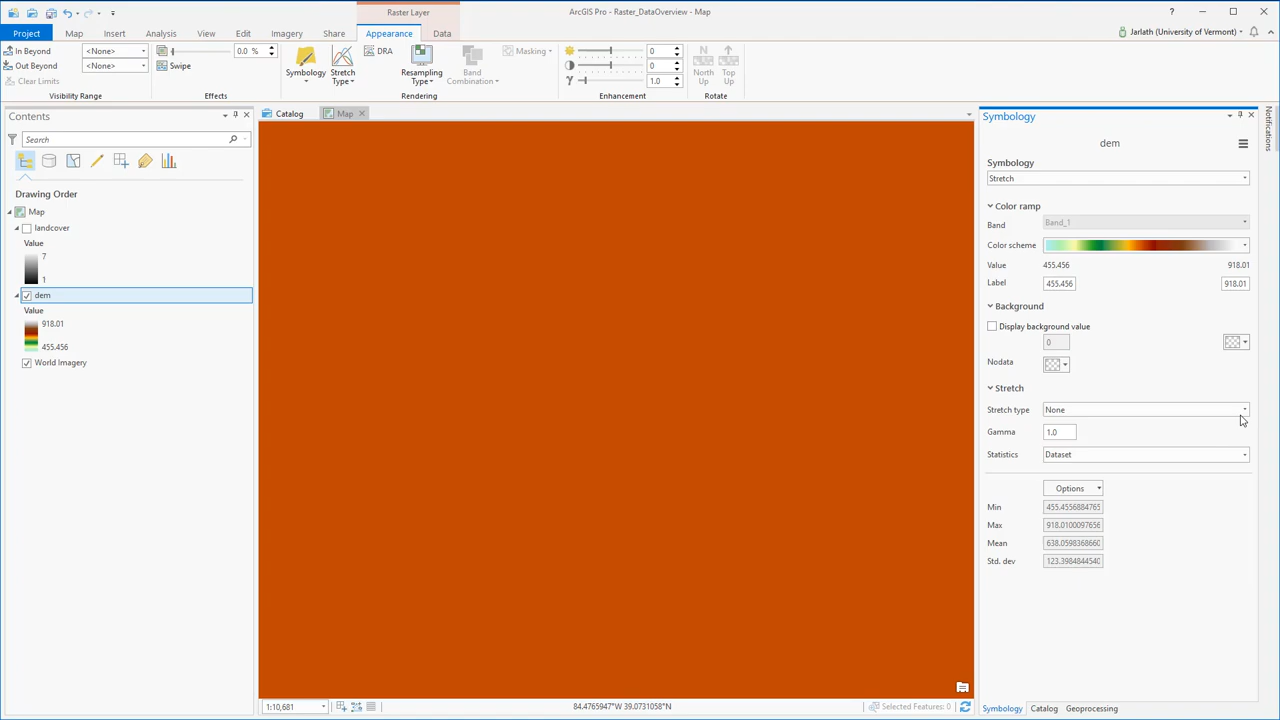 Raster Layer
ArcGIS Pro - Raster_DataOverview - Map
?
Project Map Insert Analysis View Edit Imagery Share Appearance Data
Jarlath (University of Vermont)
In Beyond <None>
Out Beyond <None>
Clear Limits
Visibility Range
0.0 %
Swipe
Effects
Symbology
Stretch Type
DRA
Resampling Type
Band Combination
Masking
Rendering
0
0
1.0
Enhancement
North Up
Top Up
Rotate
Contents
Search
Drawing Order
Map
landcover
Value
7
1
dem
Value
918.01
455.456
World Imagery
Catalog
Map
1:10,681
84.4765947°W 39.0731058°N
Selected Features: 0
Symbology
dem
Symbology
Stretch
Color ramp
Band Band_1
Color scheme
Value 455.456 918.01
Label 455.456 918.01
Background
Display background value
0
Nodata
Stretch
Stretch type None
Gamma 1.0
Statistics Dataset
Options
Min 455.4556884765
Max 918.0100097656
Mean 638.0598368660
Std. dev 123.3984844540
Symbology Catalog Geoprocessing
Notifications